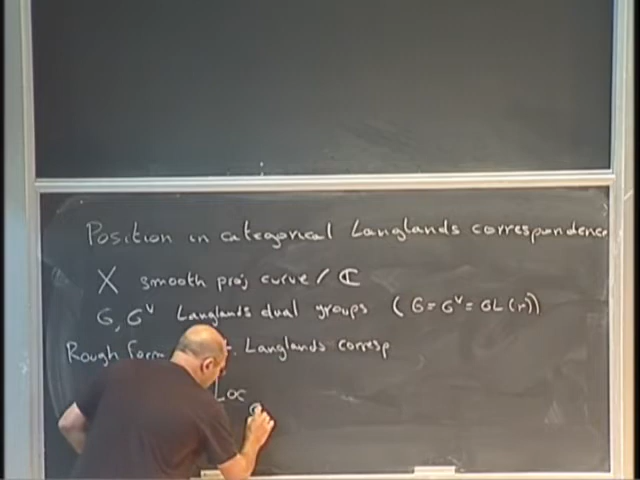 Position in categorical Langlands correspondence
X smooth proj curve / ℂ
G, G^v Langlands dual groups (G = G^v = GL(n))
Rough form Langlands corresp
Loc